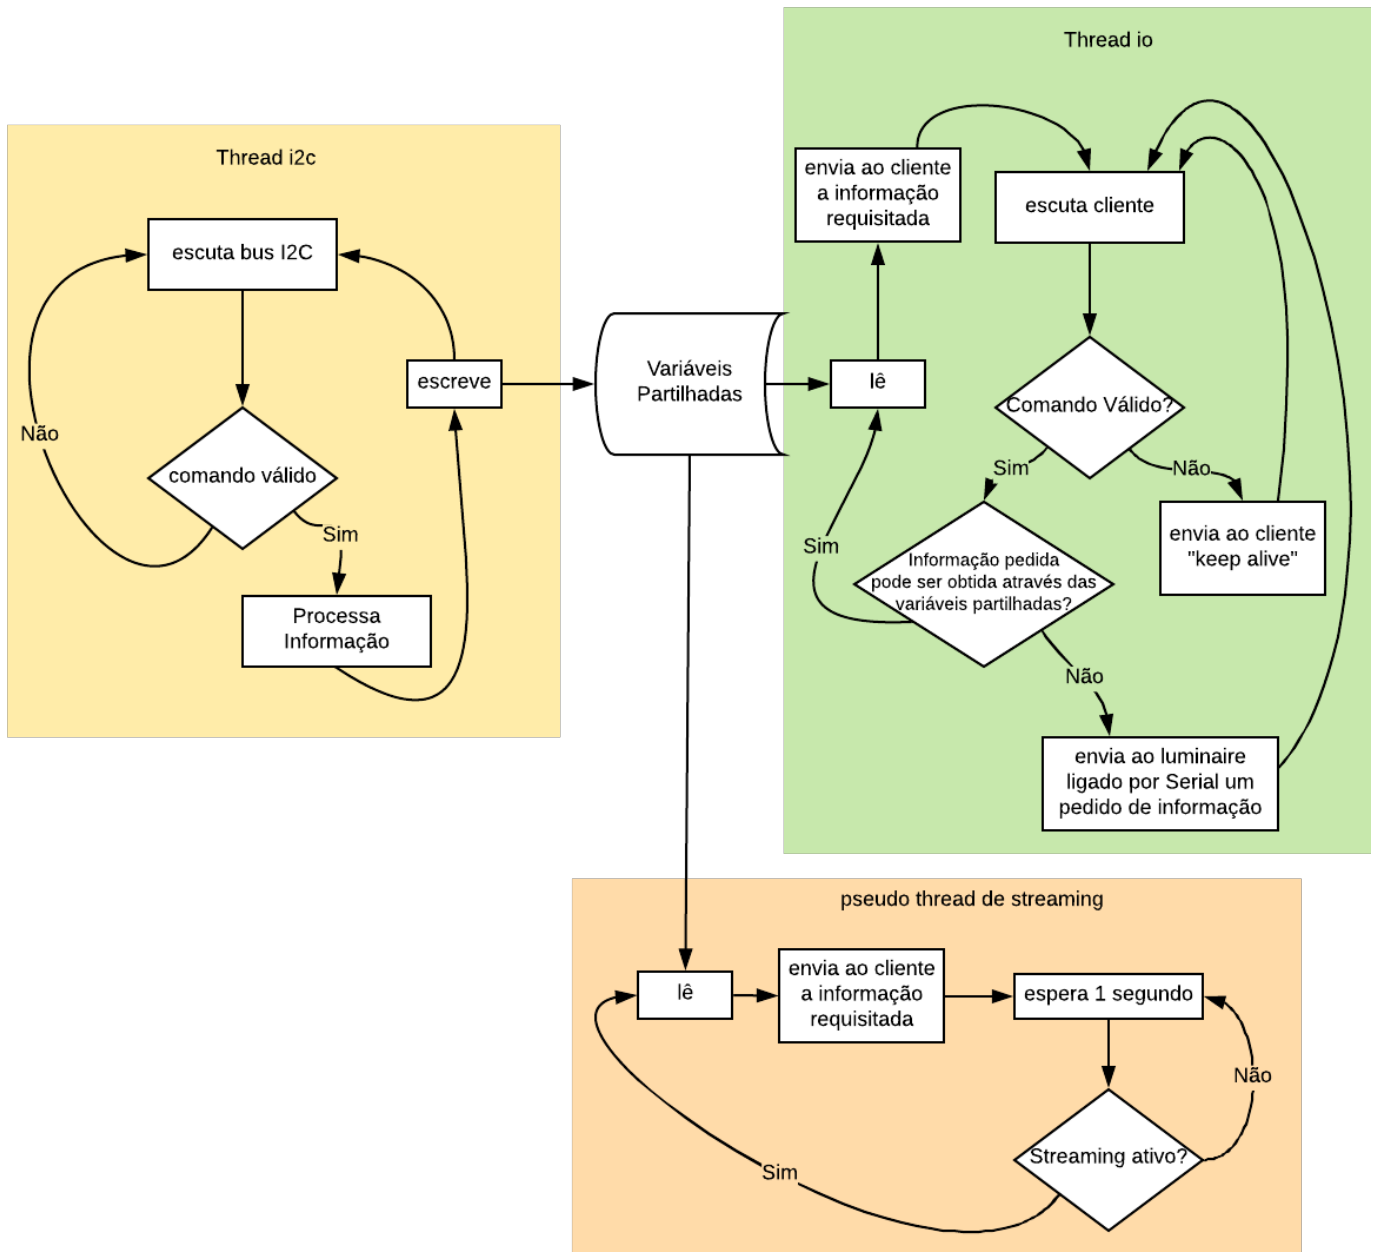 Thread i2c
escuta bus I2C
Não
comando válido
Sim
Processa
Informação
escreve
Variáveis
Partilhadas
Thread io
envia ao cliente
a informação
requisitada
escuta cliente
lê
Comando Válido?
Sim
Não
envia ao cliente
"keep alive"
Informação pedida
pode ser obtida através das
variáveis partilhadas?
Sim
Não
envia ao luminaire
ligado por Serial um
pedido de informação
pseudo thread de streaming
lê
envia ao cliente
a informação
requisitada
espera 1 segundo
Não
Streaming ativo?
Sim